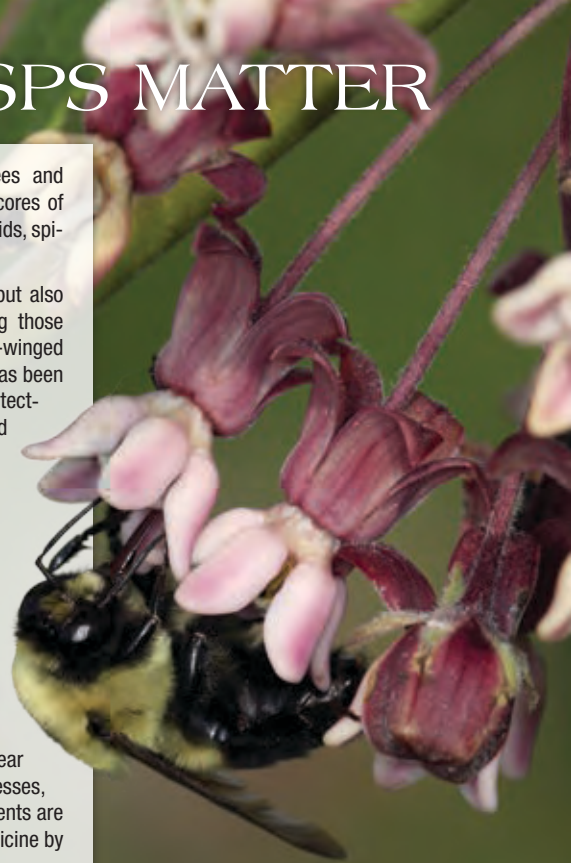 SPS MATTER
ees and
cores of
ids, spi-
but also
g those
-winged
as been
tect-
d
ear
esses,
ents are
icine by